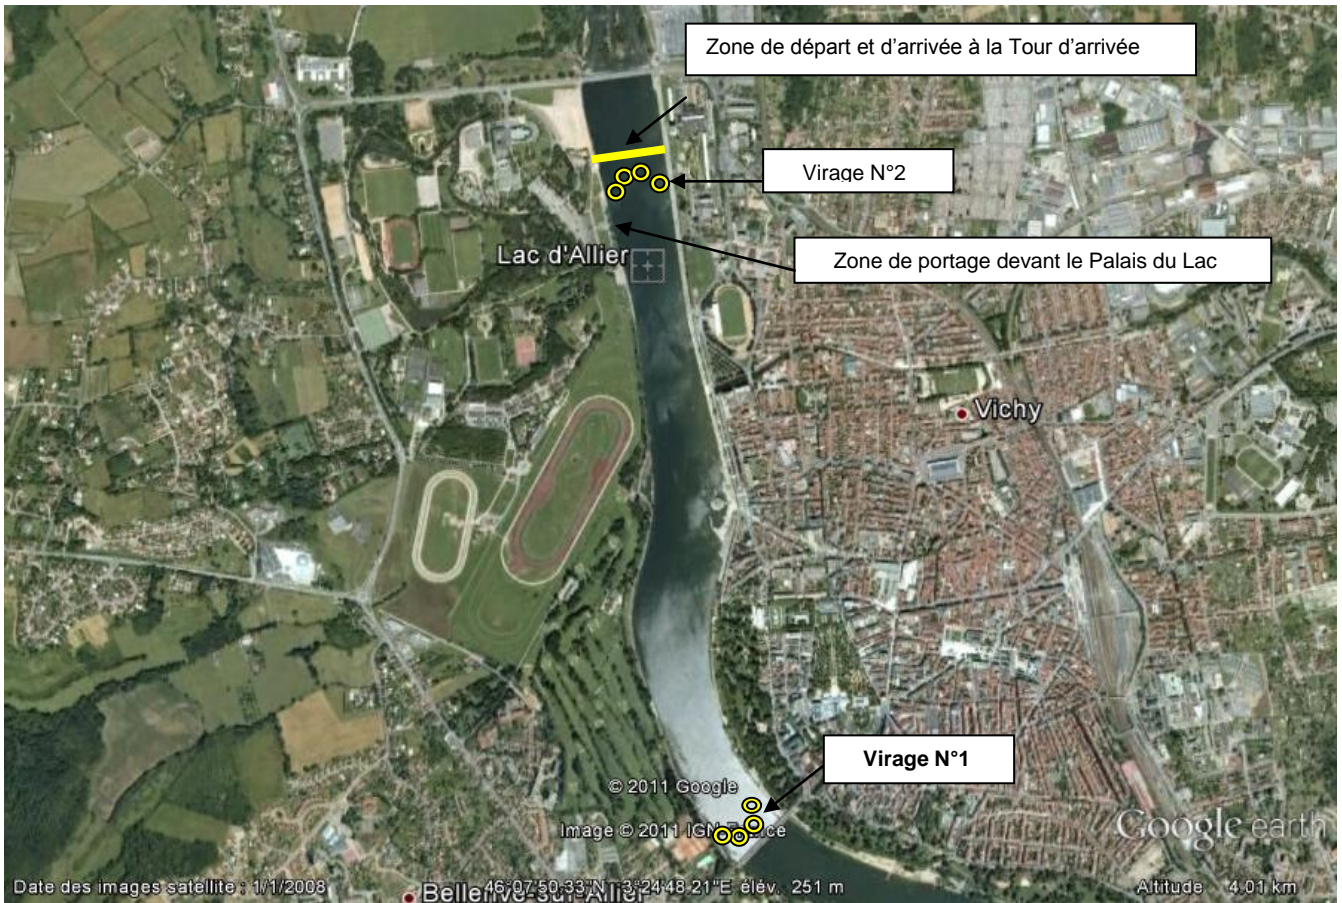 Zone de départ et d'arrivée à la Tour d'arrivée
Virage N°2
Zone de portage devant le Palais du Lac
Lac d'Allier
Vichy
Virage N°1
© 2011 Google
Image © 2011 IGN France
Google earth
Date des images satellite : 1/1/2008
46:07'50.33"N 3°24'48.21"E élév. 251 m
Altitude 4.01 km
Bellerive-sur-Allier